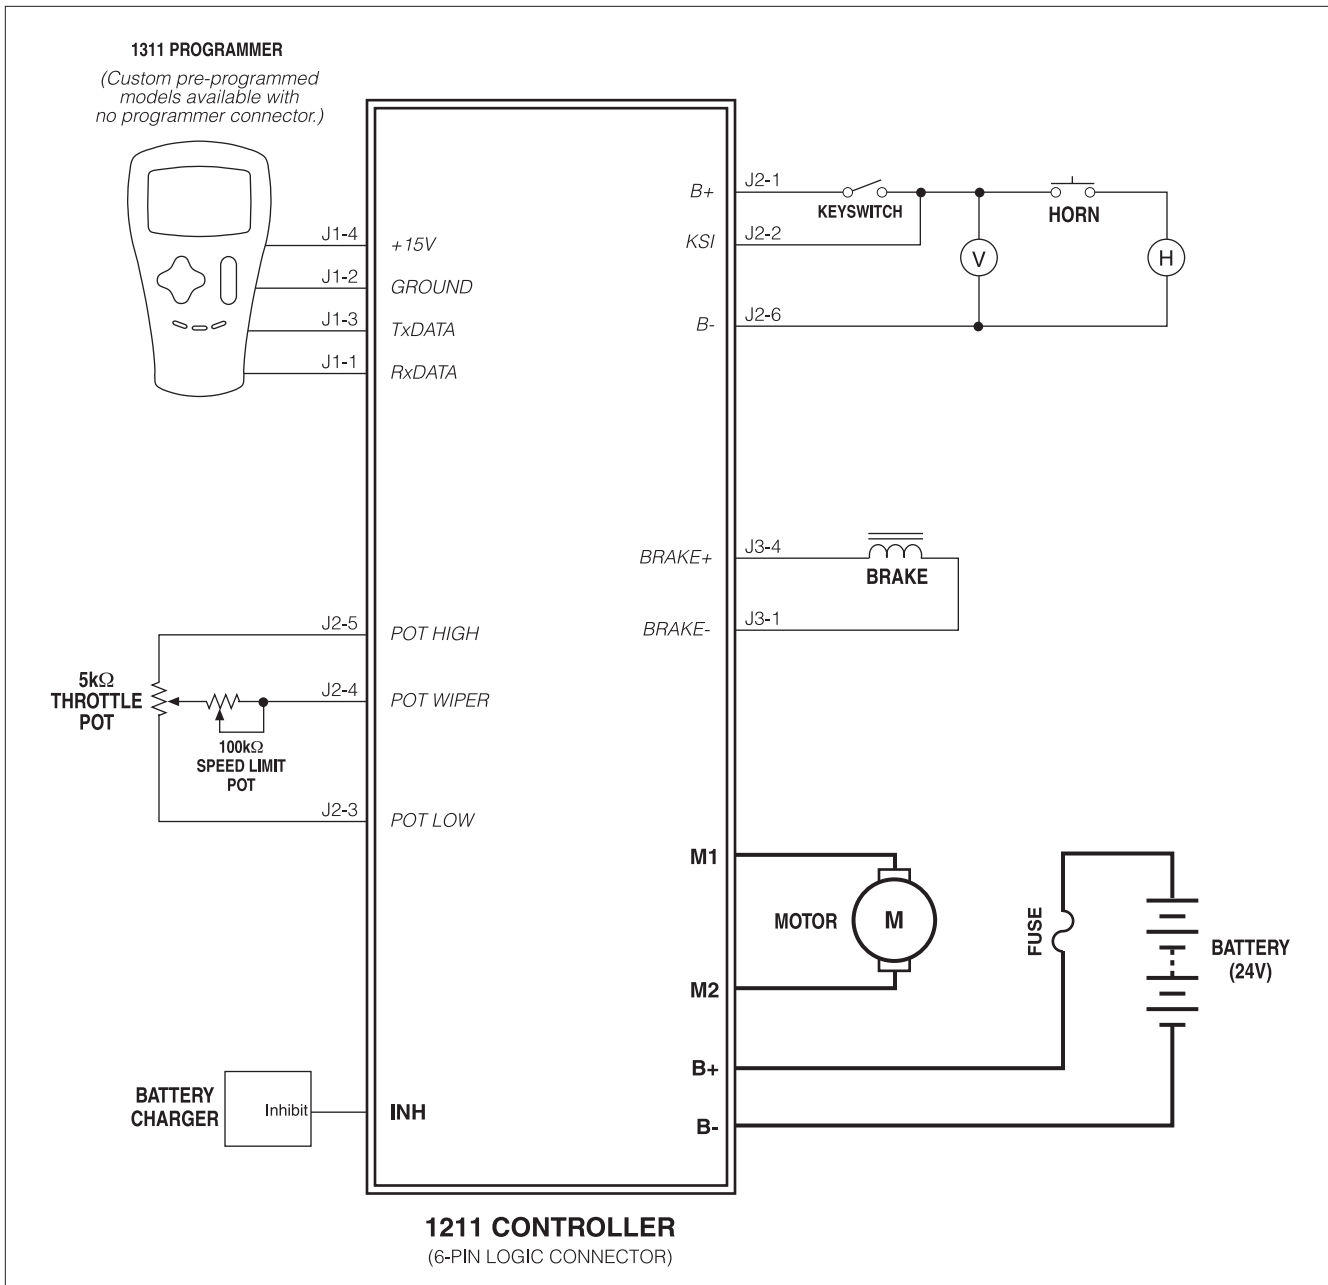 1311 PROGRAMMER
(Custom pre-programmed
models available with
no programmer connector.)
J1-4
+15V
J1-2
GROUND
J1-3
TxDATA
J1-1
RxDATA
B+
J2-1
KEYSWITCH
HORN
KSI
J2-2
V
H
B-
J2-6
BRAKE+
J3-4
BRAKE
BRAKE-
J3-1
J2-5
POT HIGH
5kΩ
THROTTLE
POT
J2-4
POT WIPER
100kΩ
SPEED LIMIT
POT
J2-3
POT LOW
M1
MOTOR
M
M2
FUSE
BATTERY
(24V)
B+
B-
BATTERY
CHARGER
Inhibit
INH
1211 CONTROLLER
(6-PIN LOGIC CONNECTOR)